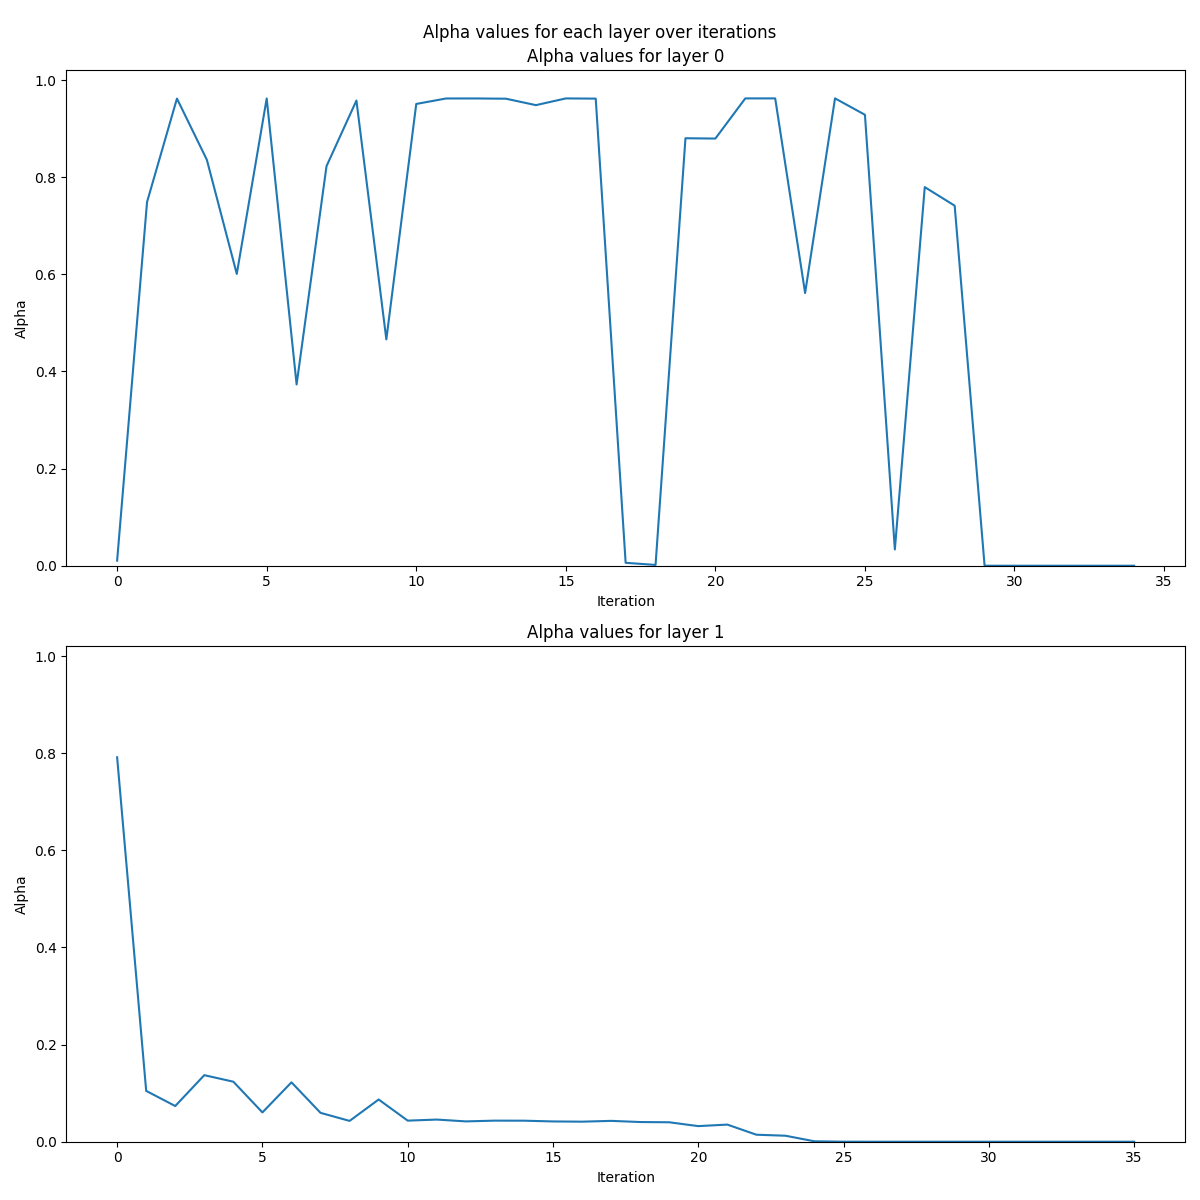 Alpha values for each layer over iterations
Alpha values for layer 0
1.0
0.8
0.6
0.4
0.2
0.0
Alpha
0 5 10 15 20 25 30 35
Iteration
Alpha values for layer 1
1.0
0.8
0.6
0.4
0.2
0.0
Alpha
0 5 10 15 20 25 30 35
Iteration